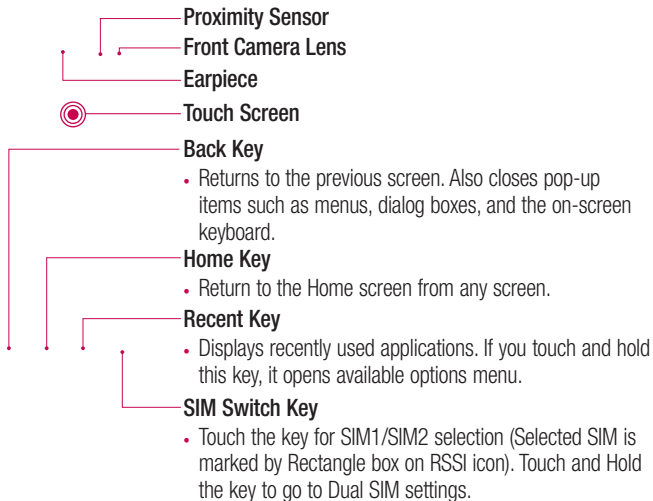 Proximity Sensor
Front Camera Lens
Earpiece
Touch Screen
Back Key
• Returns to the previous screen. Also closes pop-up
items such as menus, dialog boxes, and the on-screen
keyboard.
Home Key
• Return to the Home screen from any screen.
Recent Key
• Displays recently used applications. If you touch and hold
this key, it opens available options menu.
SIM Switch Key
• Touch the key for SIM1/SIM2 selection (Selected SIM is
marked by Rectangle box on RSSI icon). Touch and Hold
the key to go to Dual SIM settings.